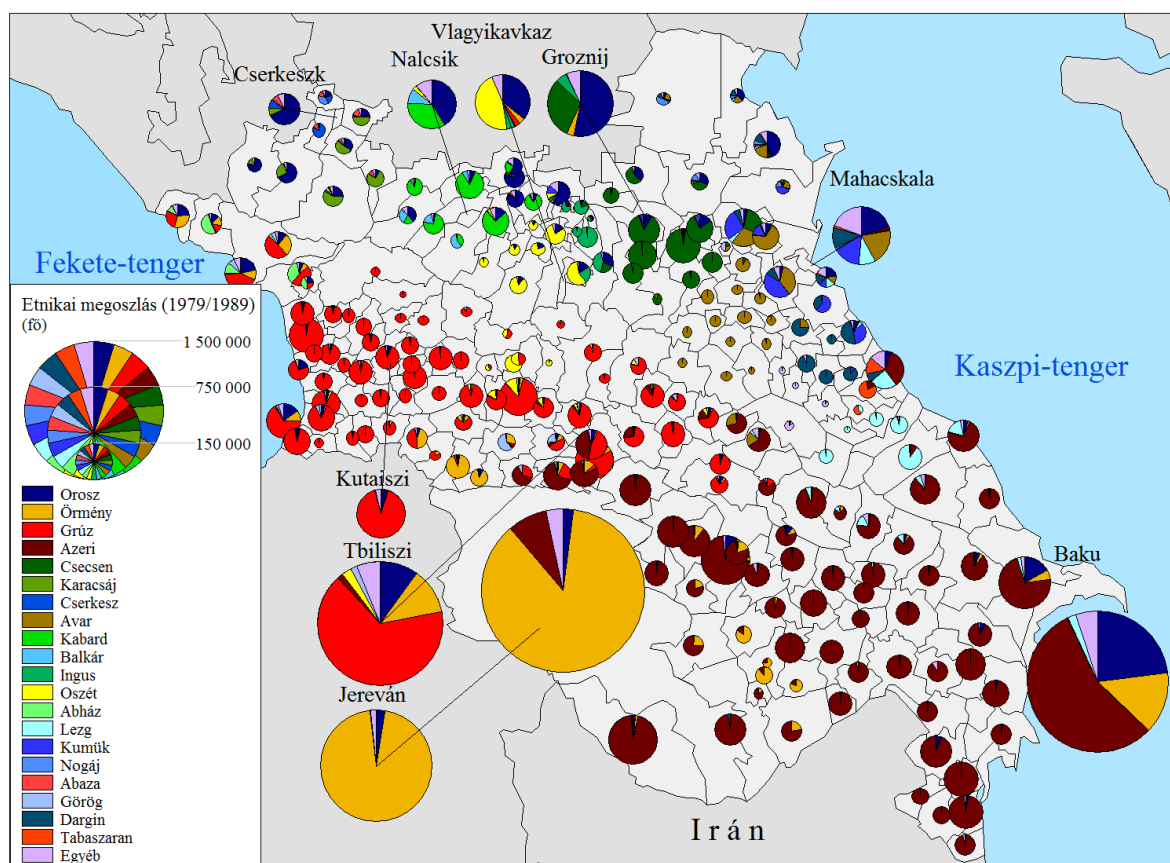 Vlagyikavkaz
Nalcsik
Groznij
Cserkeszk
Mahacskala
Fekete-tenger
Etnikai megoszlás (1979/1989)
(fő)
1 500 000
750 000
150 000
Kaszpi-tenger
Kutaiszi
Tbiliszi
Baku
Jereván
Irán
Orosz
Örmény
Grúz
Azeri
Csecsen
Karacsáj
Cserkesz
Avar
Kabard
Balkár
Ingus
Oszét
Abház
Lezg
Kumük
Nogáj
Abaza
Görög
Dargin
Tabaszaran
Egyéb